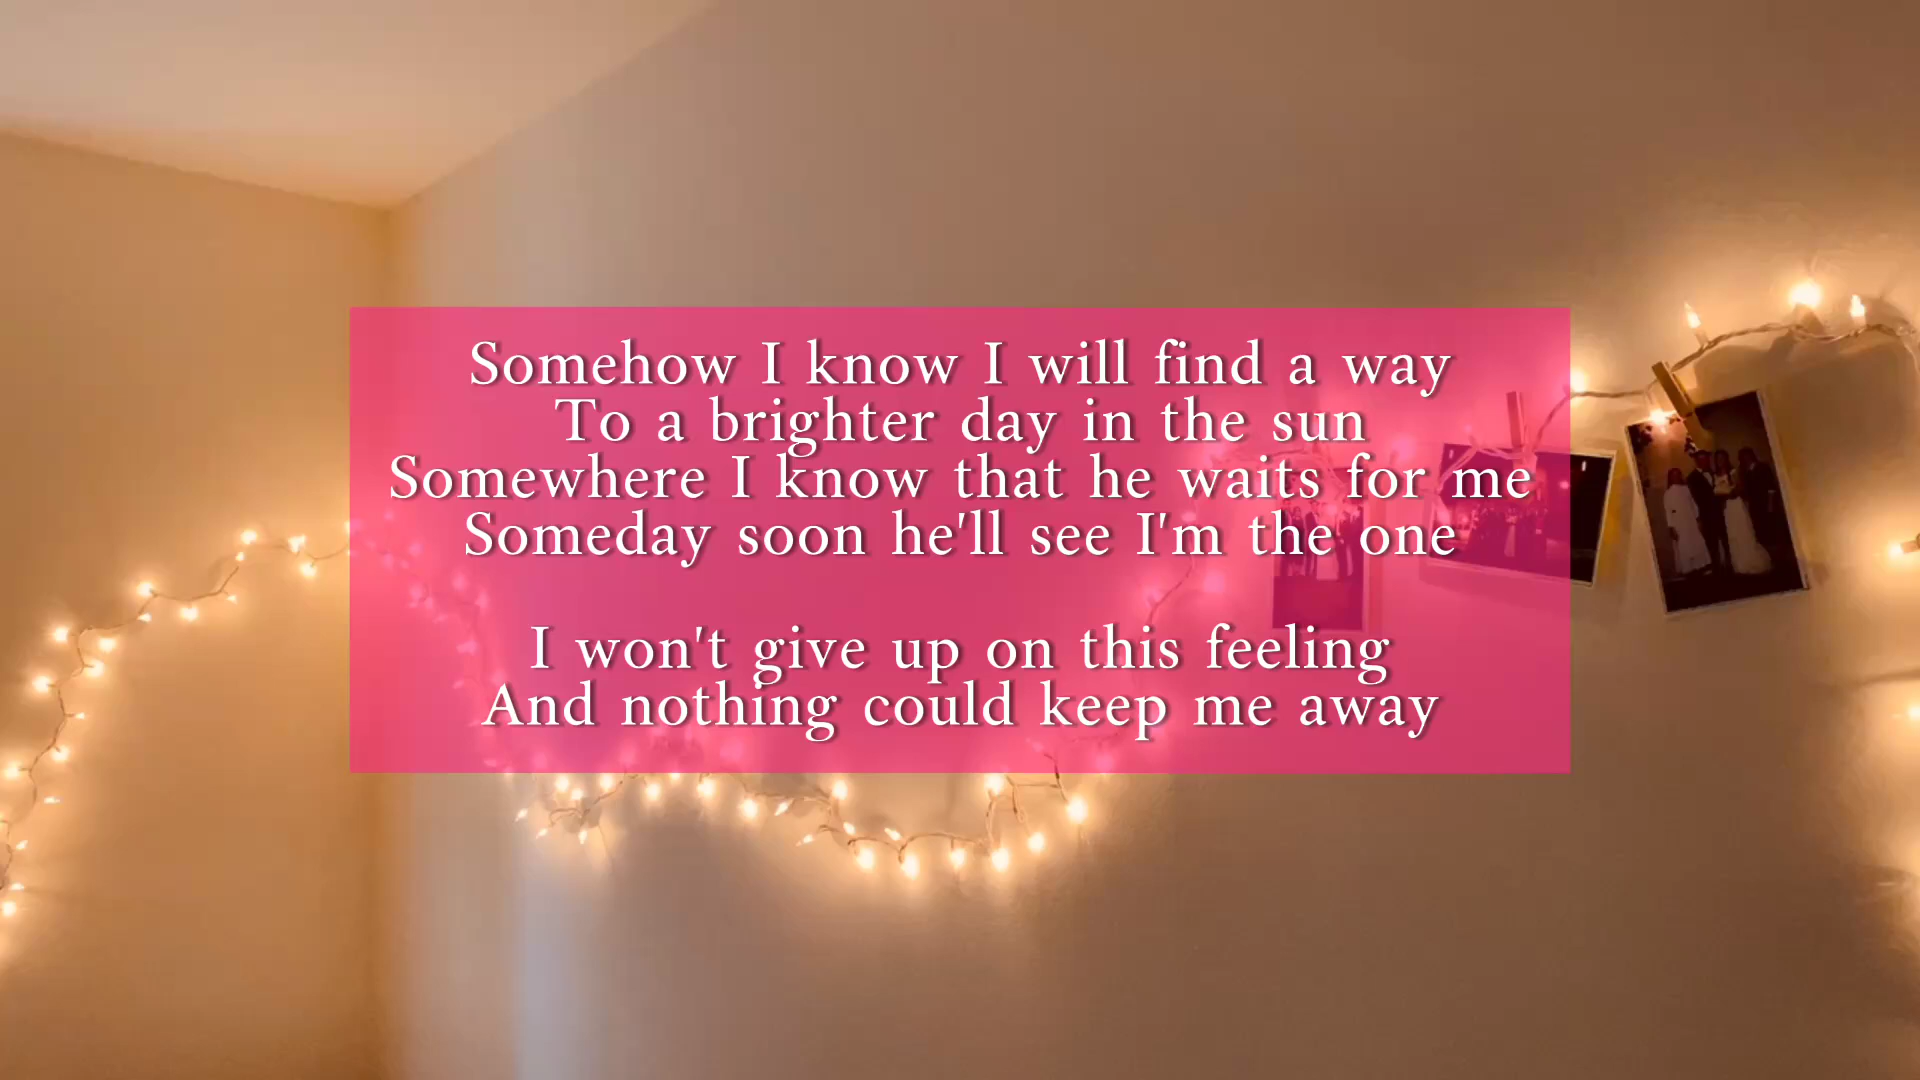 Somehow I know I will find a way
To a brighter day in the sun
Somewhere I know that he waits for me
Someday soon he'll see I'm the one
I won't give up on this feeling
And nothing could keep me away